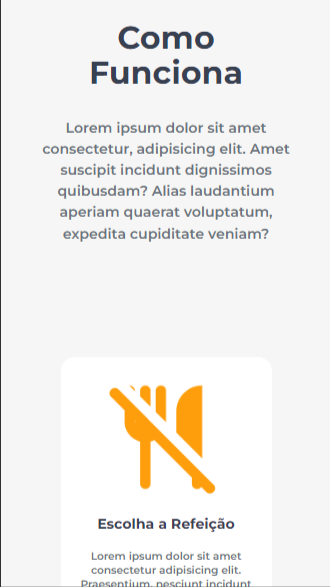 Como
Funciona
Lorem ipsum dolor sit amet
consectetur, adipisicing elit. Amet
suscipit incidunt dignissimos
quibusdam? Alias laudantium
aperiam quaerat voluptatum,
expedita cupiditate veniam?
Escolha a Refeição
Lorem ipsum dolor sit amet
consectetur adipisicing elit.
Praesentium, nesciunt incidunt